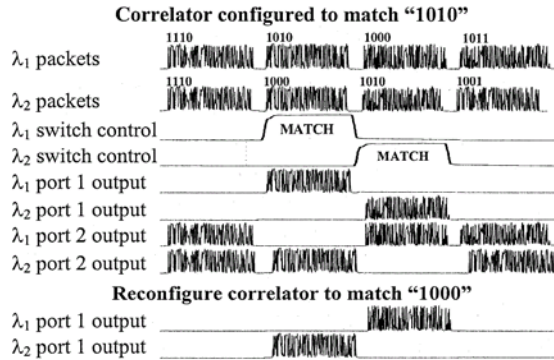 Correlator configured to match “1010”
1110 1010 1000 1011
λ1 packets
1110 1000 1010 1001
λ2 packets
λ1 switch control MATCH
λ2 switch control MATCH
λ1 port 1 output
λ2 port 1 output
λ1 port 2 output
λ2 port 2 output
Reconfigure correlator to match “1000”
λ1 port 1 output
λ2 port 1 output